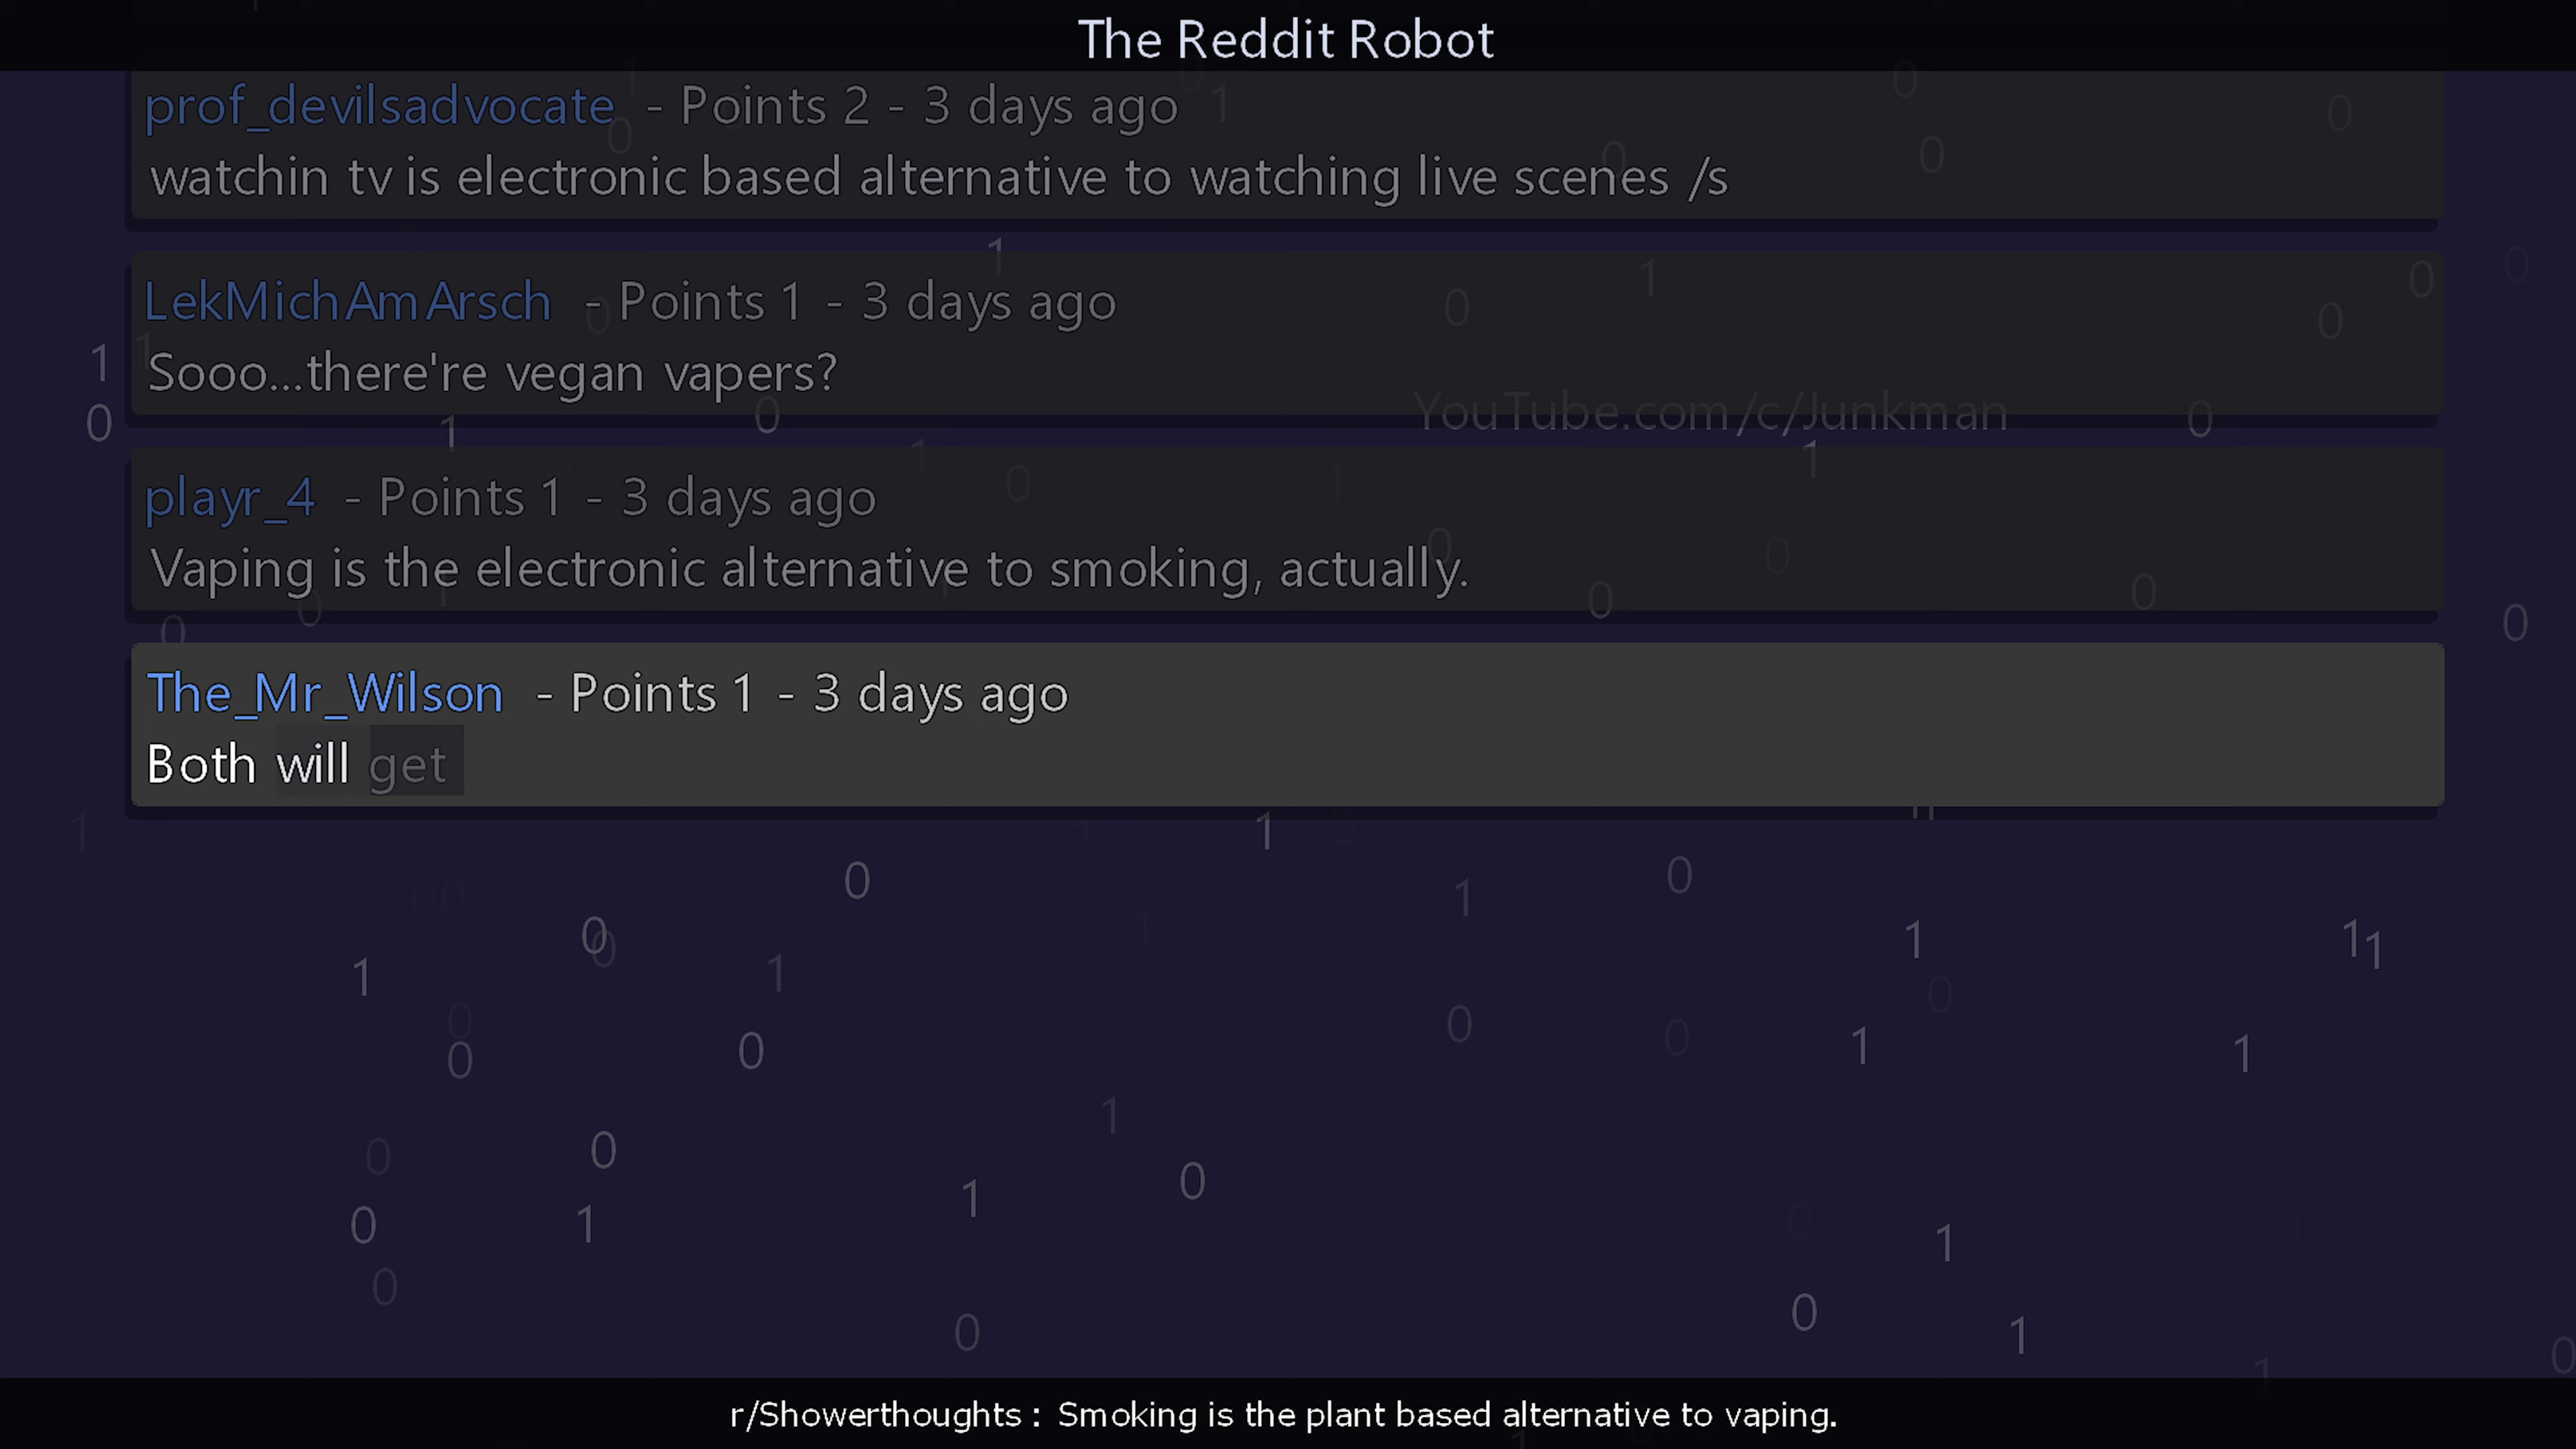 The Reddit Robot
prof_devilsadvocate - Points 2 - 3 days ago
watchin tv is electronic based alternative to watching live scenes /s
LekMichAmArsch - Points 1 - 3 days ago
Sooo...there're vegan vapers?
YouTube.com/c/Junkman
playr_4 - Points 1 - 3 days ago
Vaping is the electronic alternative to smoking, actually.
The_Mr_Wilson - Points 1 - 3 days ago
Both will get
r/Showerthoughts : Smoking is the plant based alternative to vaping.